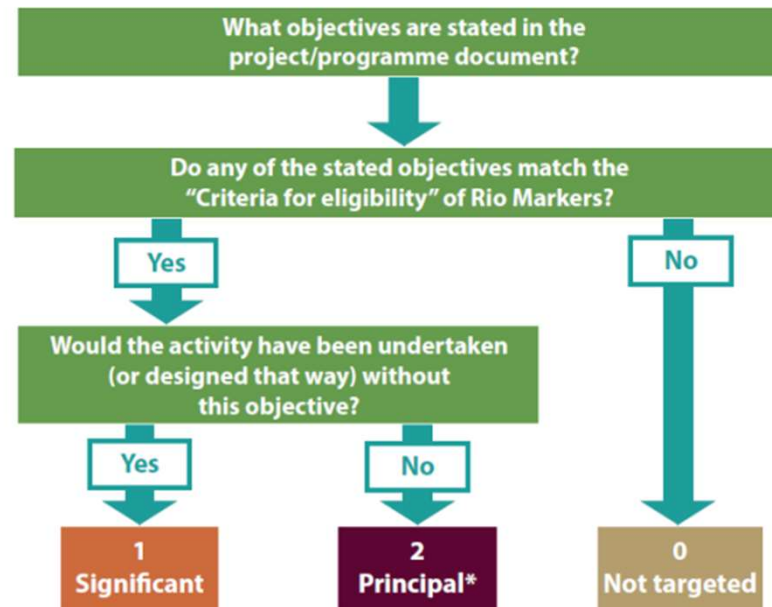 What objectives are stated in the
project/programme document?
Do any of the stated objectives match the
“Criteria for eligibility” of Rio Markers?
Yes
No
Would the activity have been undertaken
(or designed that way) without
this objective?
Yes
No
1
Significant
2
Principal*
0
Not targeted